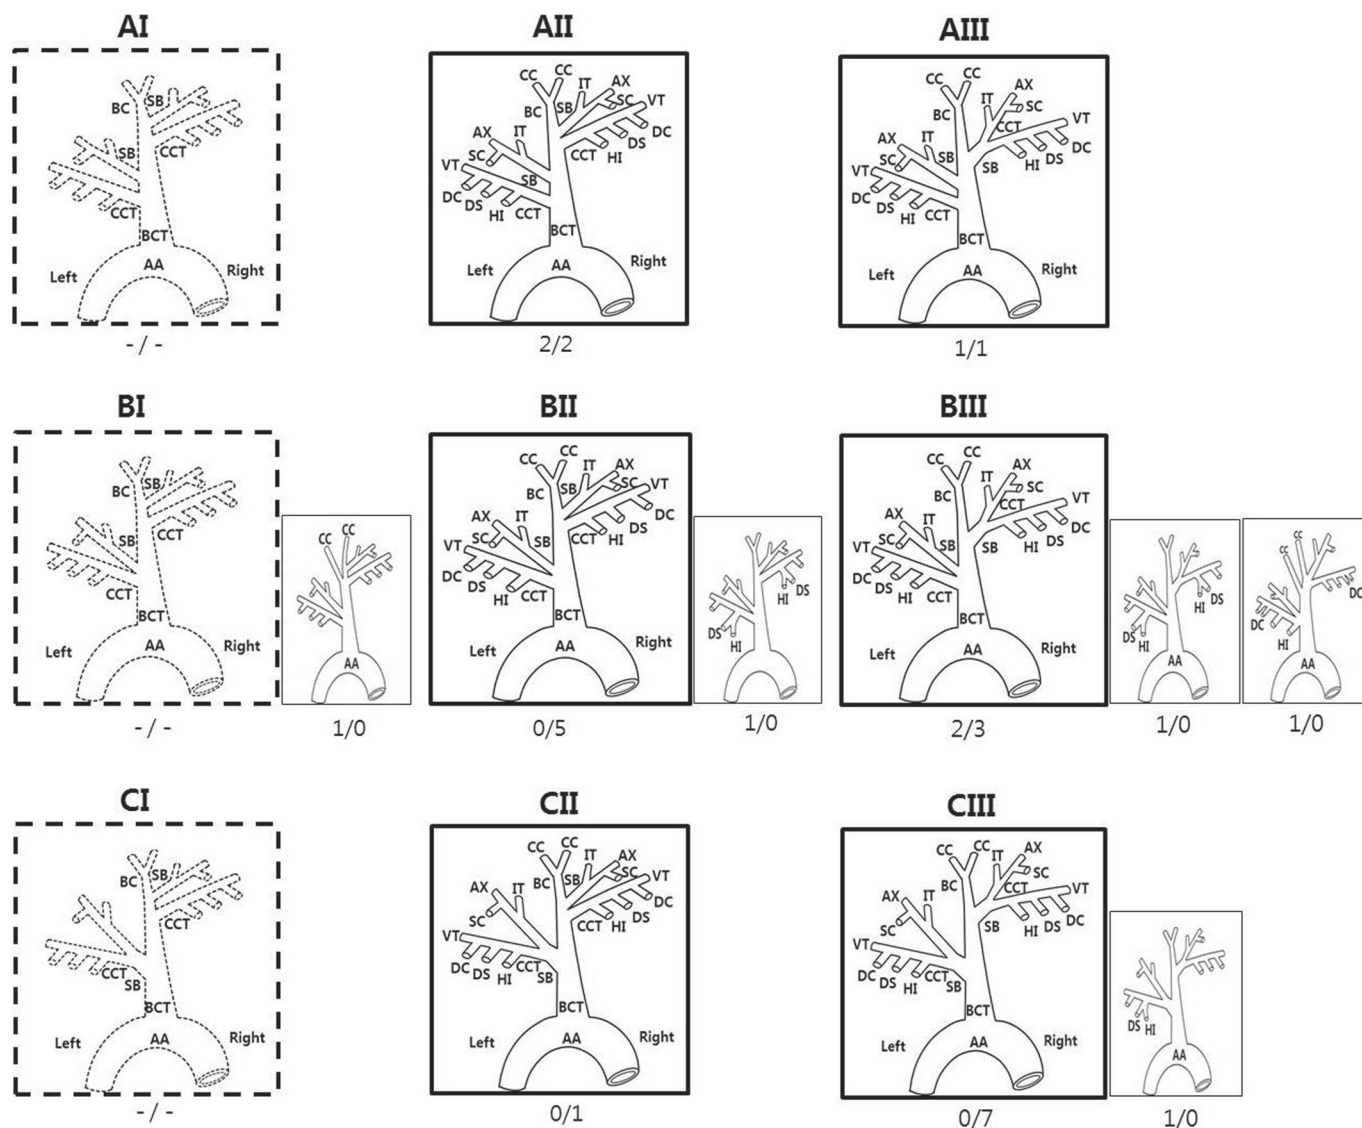 AI
AII
AIII
BC
SB
SB
CCT
CCT
BCT
AA
Left
Right
- / -
CC
CC
IT
AX
SC
VT
BC
SB
DC
DS
HI
CCT
AX
IT
SC
VT
SB
DC
DS
HI
CCT
BCT
AA
Left
Right
2/2
CC
CC
AX
IT
SC
BC
CCT
VT
DC
DS
HI
SB
AX
IT
SC
SB
VT
DC
DS
HI
CCT
BCT
AA
Left
Right
1/1
BI
BII
BIII
BC
SB
CCT
SB
CCT
BCT
AA
Left
Right
- / -
CC
CC
AA
1/0
CC
CC
IT
AX
SC
VT
BC
SB
DC
DS
HI
CCT
AX
IT
SC
SB
VT
DC
DS
HI
CCT
BCT
AA
Left
Right
0/5
HI
DS
DS
HI
1/0
CC
CC
IT
AX
SC
BC
CCT
VT
DC
DS
HI
SB
AX
IT
SC
SB
VT
DC
DS
HI
CCT
BCT
AA
Left
Right
2/3
HI
DS
DS
HI
AA
1/0
CC
CC
DC
DC
HI
AA
1/0
CI
CII
CIII
BC
SB
CCT
CCT
SB
BCT
AA
Left
Right
- / -
CC
CC
IT
AX
SC
VT
BC
SB
DC
DS
HI
CCT
AX
IT
SC
VT
DC
DS
HI
CCT
SB
BCT
AA
Left
Right
0/1
CC
CC
IT
AX
SC
BC
CCT
VT
DC
DS
HI
SB
AX
IT
SC
VT
DC
DS
HI
CCT
SB
BCT
AA
Left
Right
0/7
DS
HI
AA
1/0